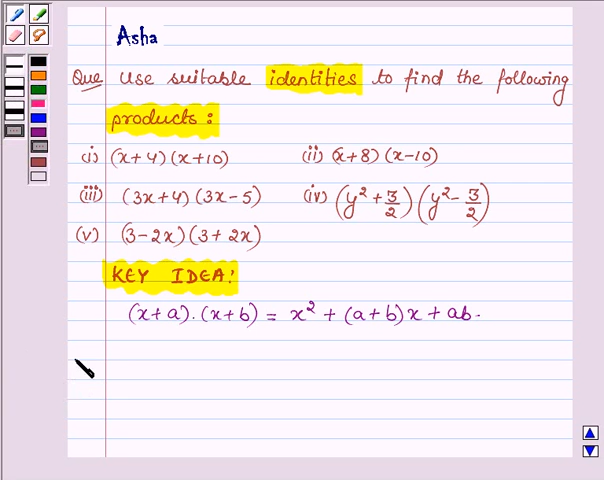 Asha
Que Use suitable identities to find the following
products :
(i) (x+4)(x+10) (ii) (x+8)(x-10)
(iii) (3x+4)(3x-5) (iv) (y² + 3/2)(y² - 3/2)
(v) (3-2x)(3+2x)
KEY IDEA!
(x+a).(x+b) = x² + (a+b)x + ab.